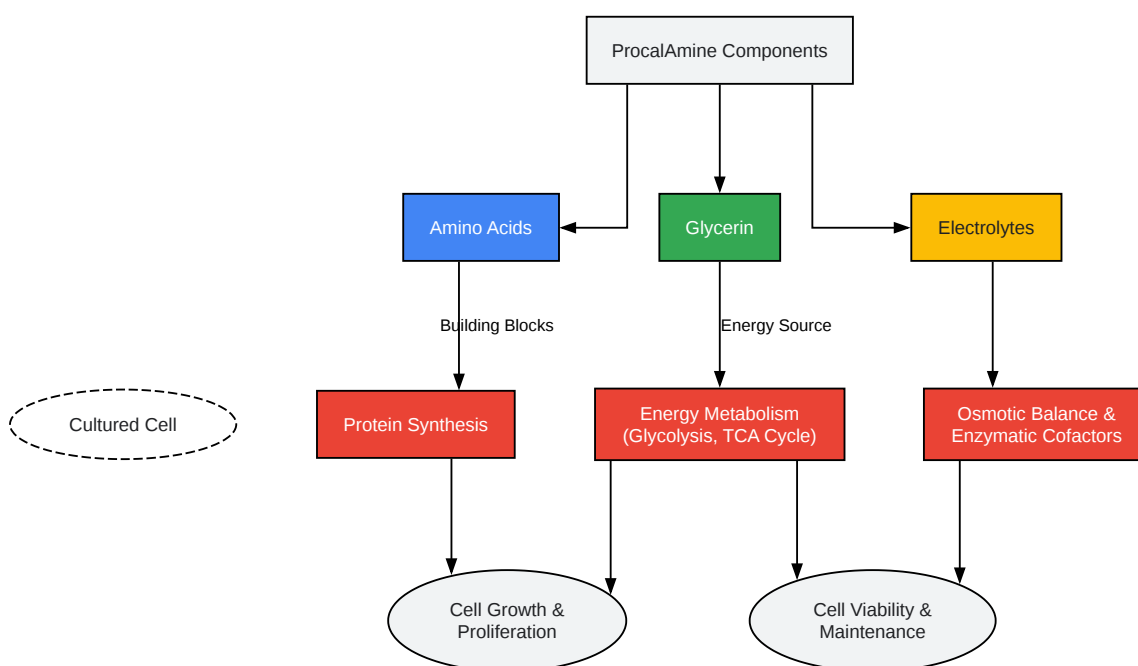 ProcalAmine Components
Amino Acids
Glycerin
Electrolytes
Building Blocks
Energy Source
Cultured Cell
Protein Synthesis
Energy Metabolism
(Glycolysis, TCA Cycle)
Osmotic Balance &
Enzymatic Cofactors
Cell Growth &
Proliferation
Cell Viability &
Maintenance